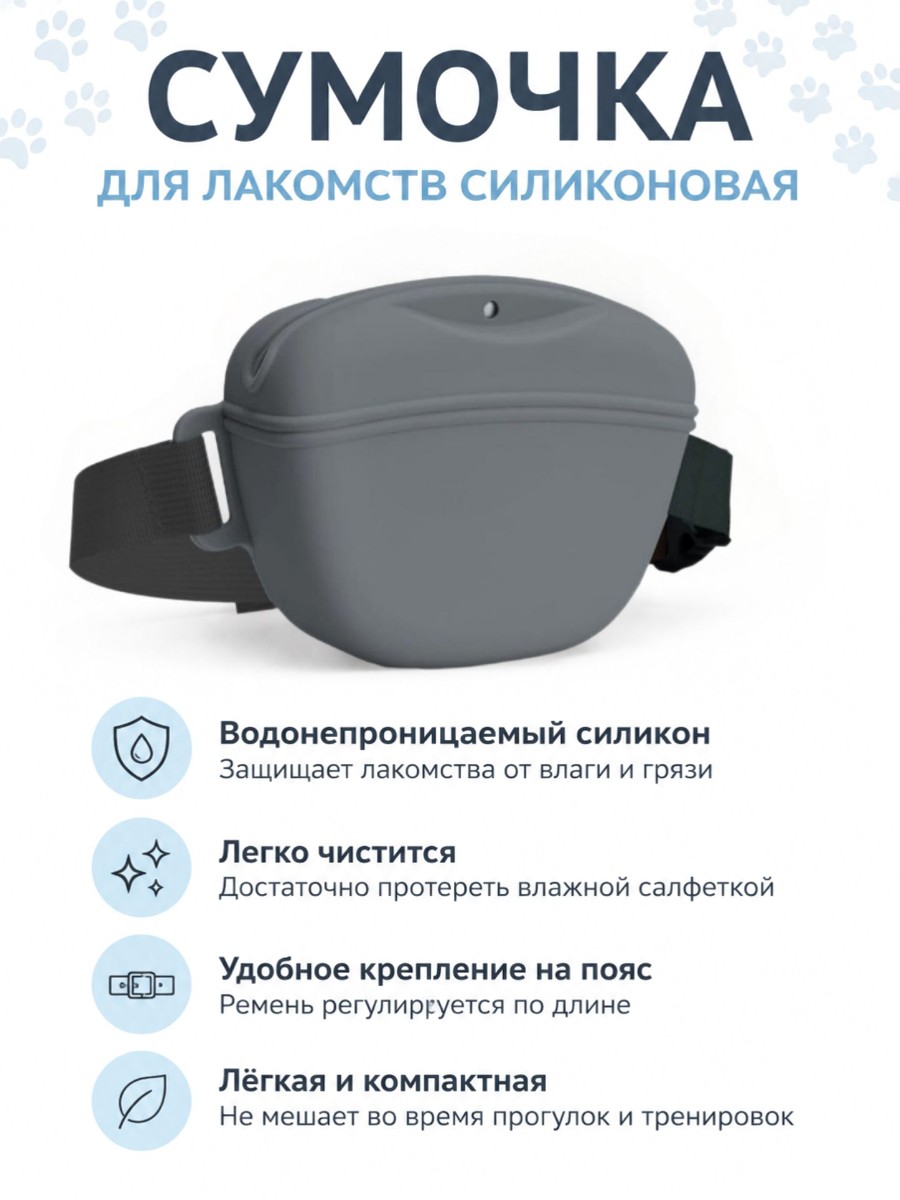 СУМОЧКА
ДЛЯ ЛАКОМСТВ СИЛИКОНОВАЯ
Водонепроницаемый силикон
Защищает лакомства от влаги и грязи
Легко чистится
Достаточно протереть влажной салфеткой
Удобное крепление на пояс
Ремень регулируется по длине
Лёгкая и компактная
Не мешает во время прогулок и тренировок